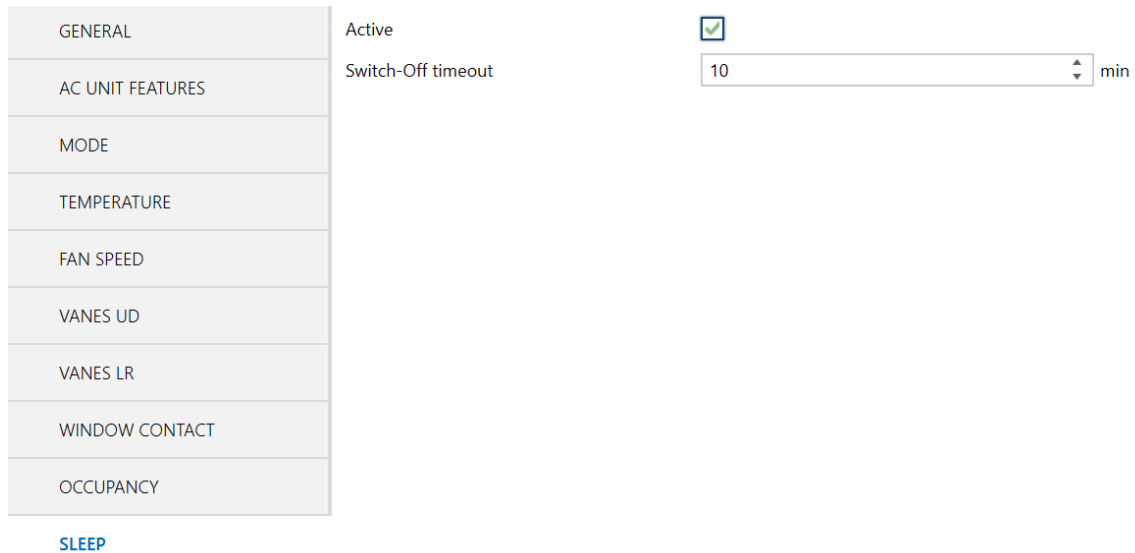 GENERAL
AC UNIT FEATURES
MODE
TEMPERATURE
FAN SPEED
VANES UD
VANES LR
WINDOW CONTACT
OCCUPANCY
SLEEP
Active
Switch-Off timeout 10 min